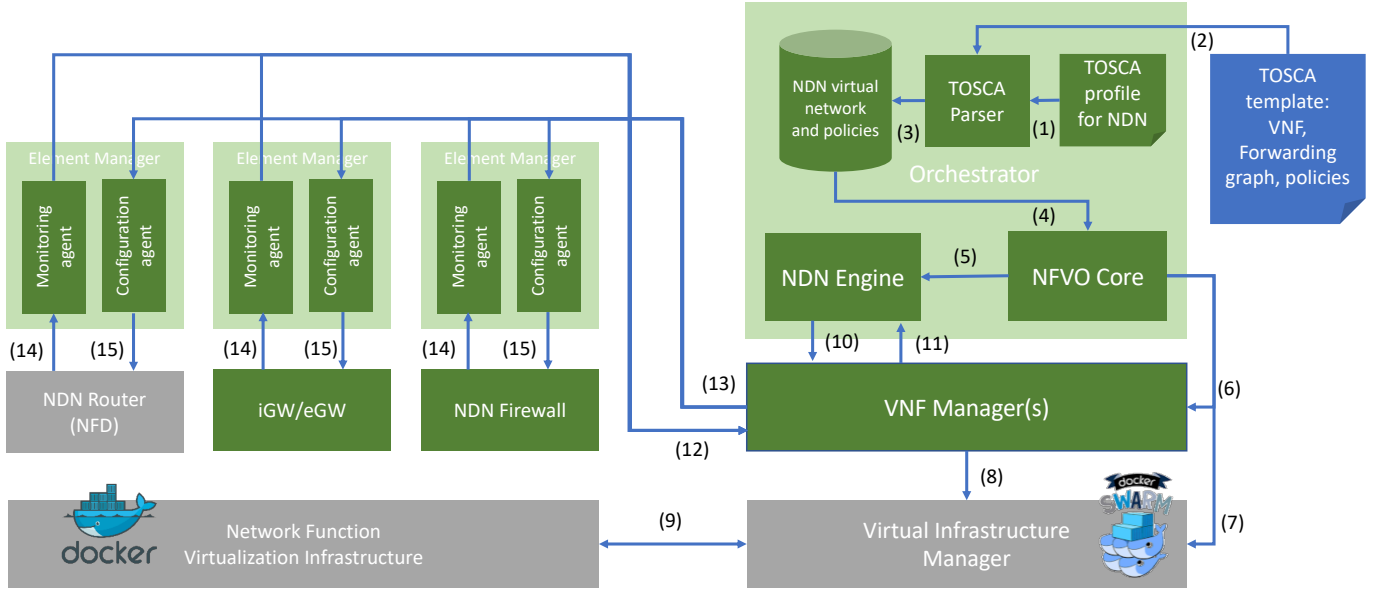 (2)
NDN virtual
network
and policies
TOSCA
Parser
TOSCA
profile
for NDN
TOSCA
template:
VNF,
Forwarding
graph, policies
(3)
(1)
Orchestrator
(4)
Element Manager
Monitoring
agent
Configuration
agent
Element Manager
Monitoring
agent
Configuration
agent
Element Manager
Monitoring
agent
Configuration
agent
NDN Engine
(5)
NFVO Core
(14)
(15)
(14)
(15)
(14)
(15)
(10)
(11)
NDN Router
(NFD)
iGW/eGW
NDN Firewall
(13)
VNF Manager(s)
(6)
(12)
(8)
docker
SWARM
docker
Network Function
Virtualization Infrastructure
(9)
Virtual Infrastructure
Manager
(7)